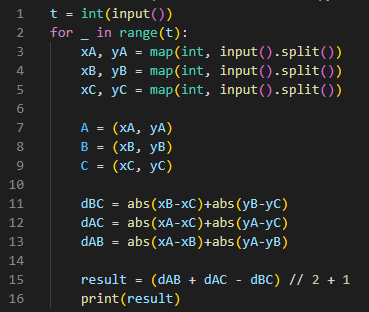 1 t = int(input())
2 for _ in range(t):
3     xA, yA = map(int, input().split())
4     xB, yB = map(int, input().split())
5     xC, yC = map(int, input().split())
6
7     A = (xA, yA)
8     B = (xB, yB)
9     C = (xC, yC)
10
11     dBC = abs(xB-xC)+abs(yB-yC)
12     dAC = abs(xA-xC)+abs(yA-yC)
13     dAB = abs(xA-xB)+abs(yA-yB)
14
15     result = (dAB + dAC - dBC) // 2 + 1
16     print(result)